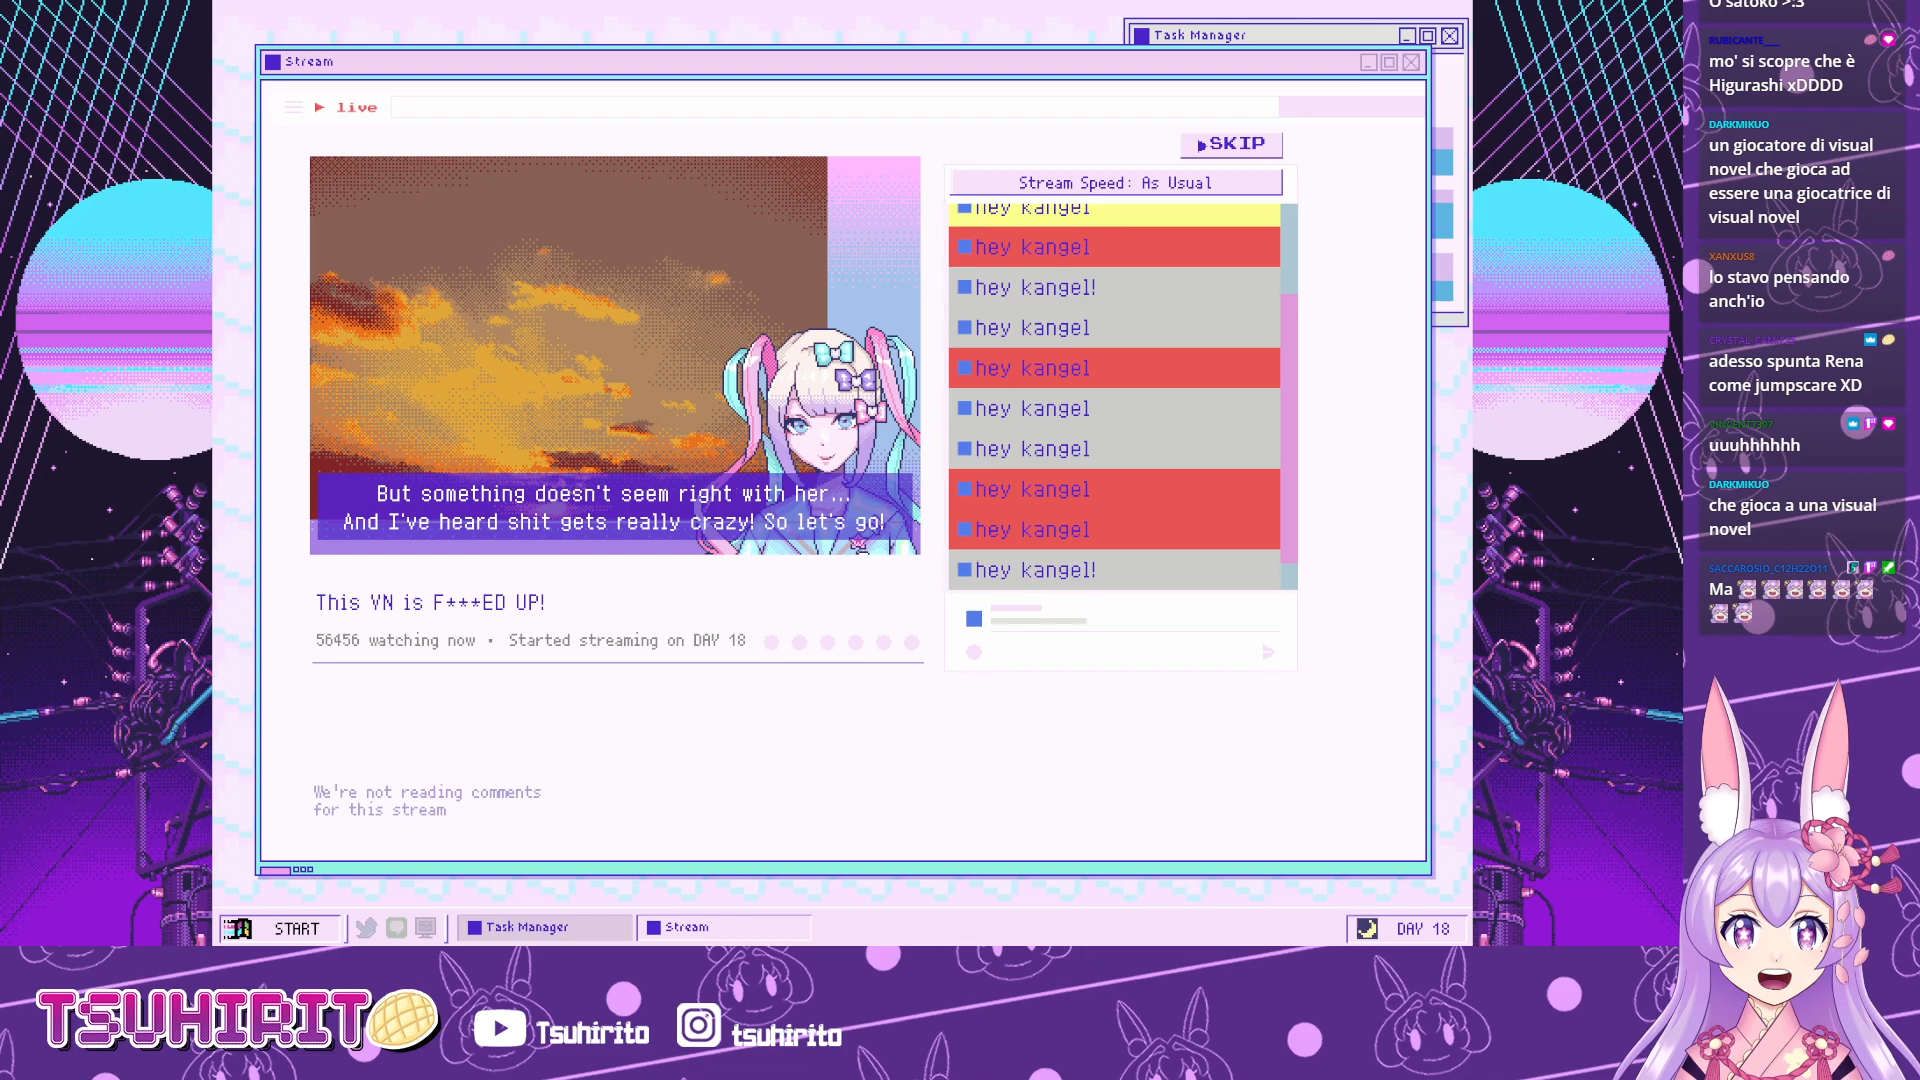 Task Manager
Stream
live
SKIP
Stream Speed: As Usual
hey kangel
hey kangel
hey kangel!
hey kangel
hey kangel
hey kangel
hey kangel
hey kangel
hey kangel
hey kangel!
But something doesn't seem right with her...
And I've heard shit gets really crazy! So let's go!
This VN is F***ED UP!
56456 watching now • Started streaming on DAY 18
We're not reading comments
for this stream
START
Task Manager
Stream
DAY 18
O satoko >:3
RUBICANTE__
mo' si scopre che è
Higurashi xDDDD
DARKMIKUO
un giocatore di visual
novel che gioca ad
essere una giocatrice di
visual novel
XANXUS8
lo stavo pensando
anch'io
adesso spunta Rena
come jumpscare XD
uuuhhhhhh
DARKMIKUO
che gioca a una visual
novel
SACCAROSIO_C12H22O11
Ma
TSUHIRIT
Tsuhirito
tsuhirito